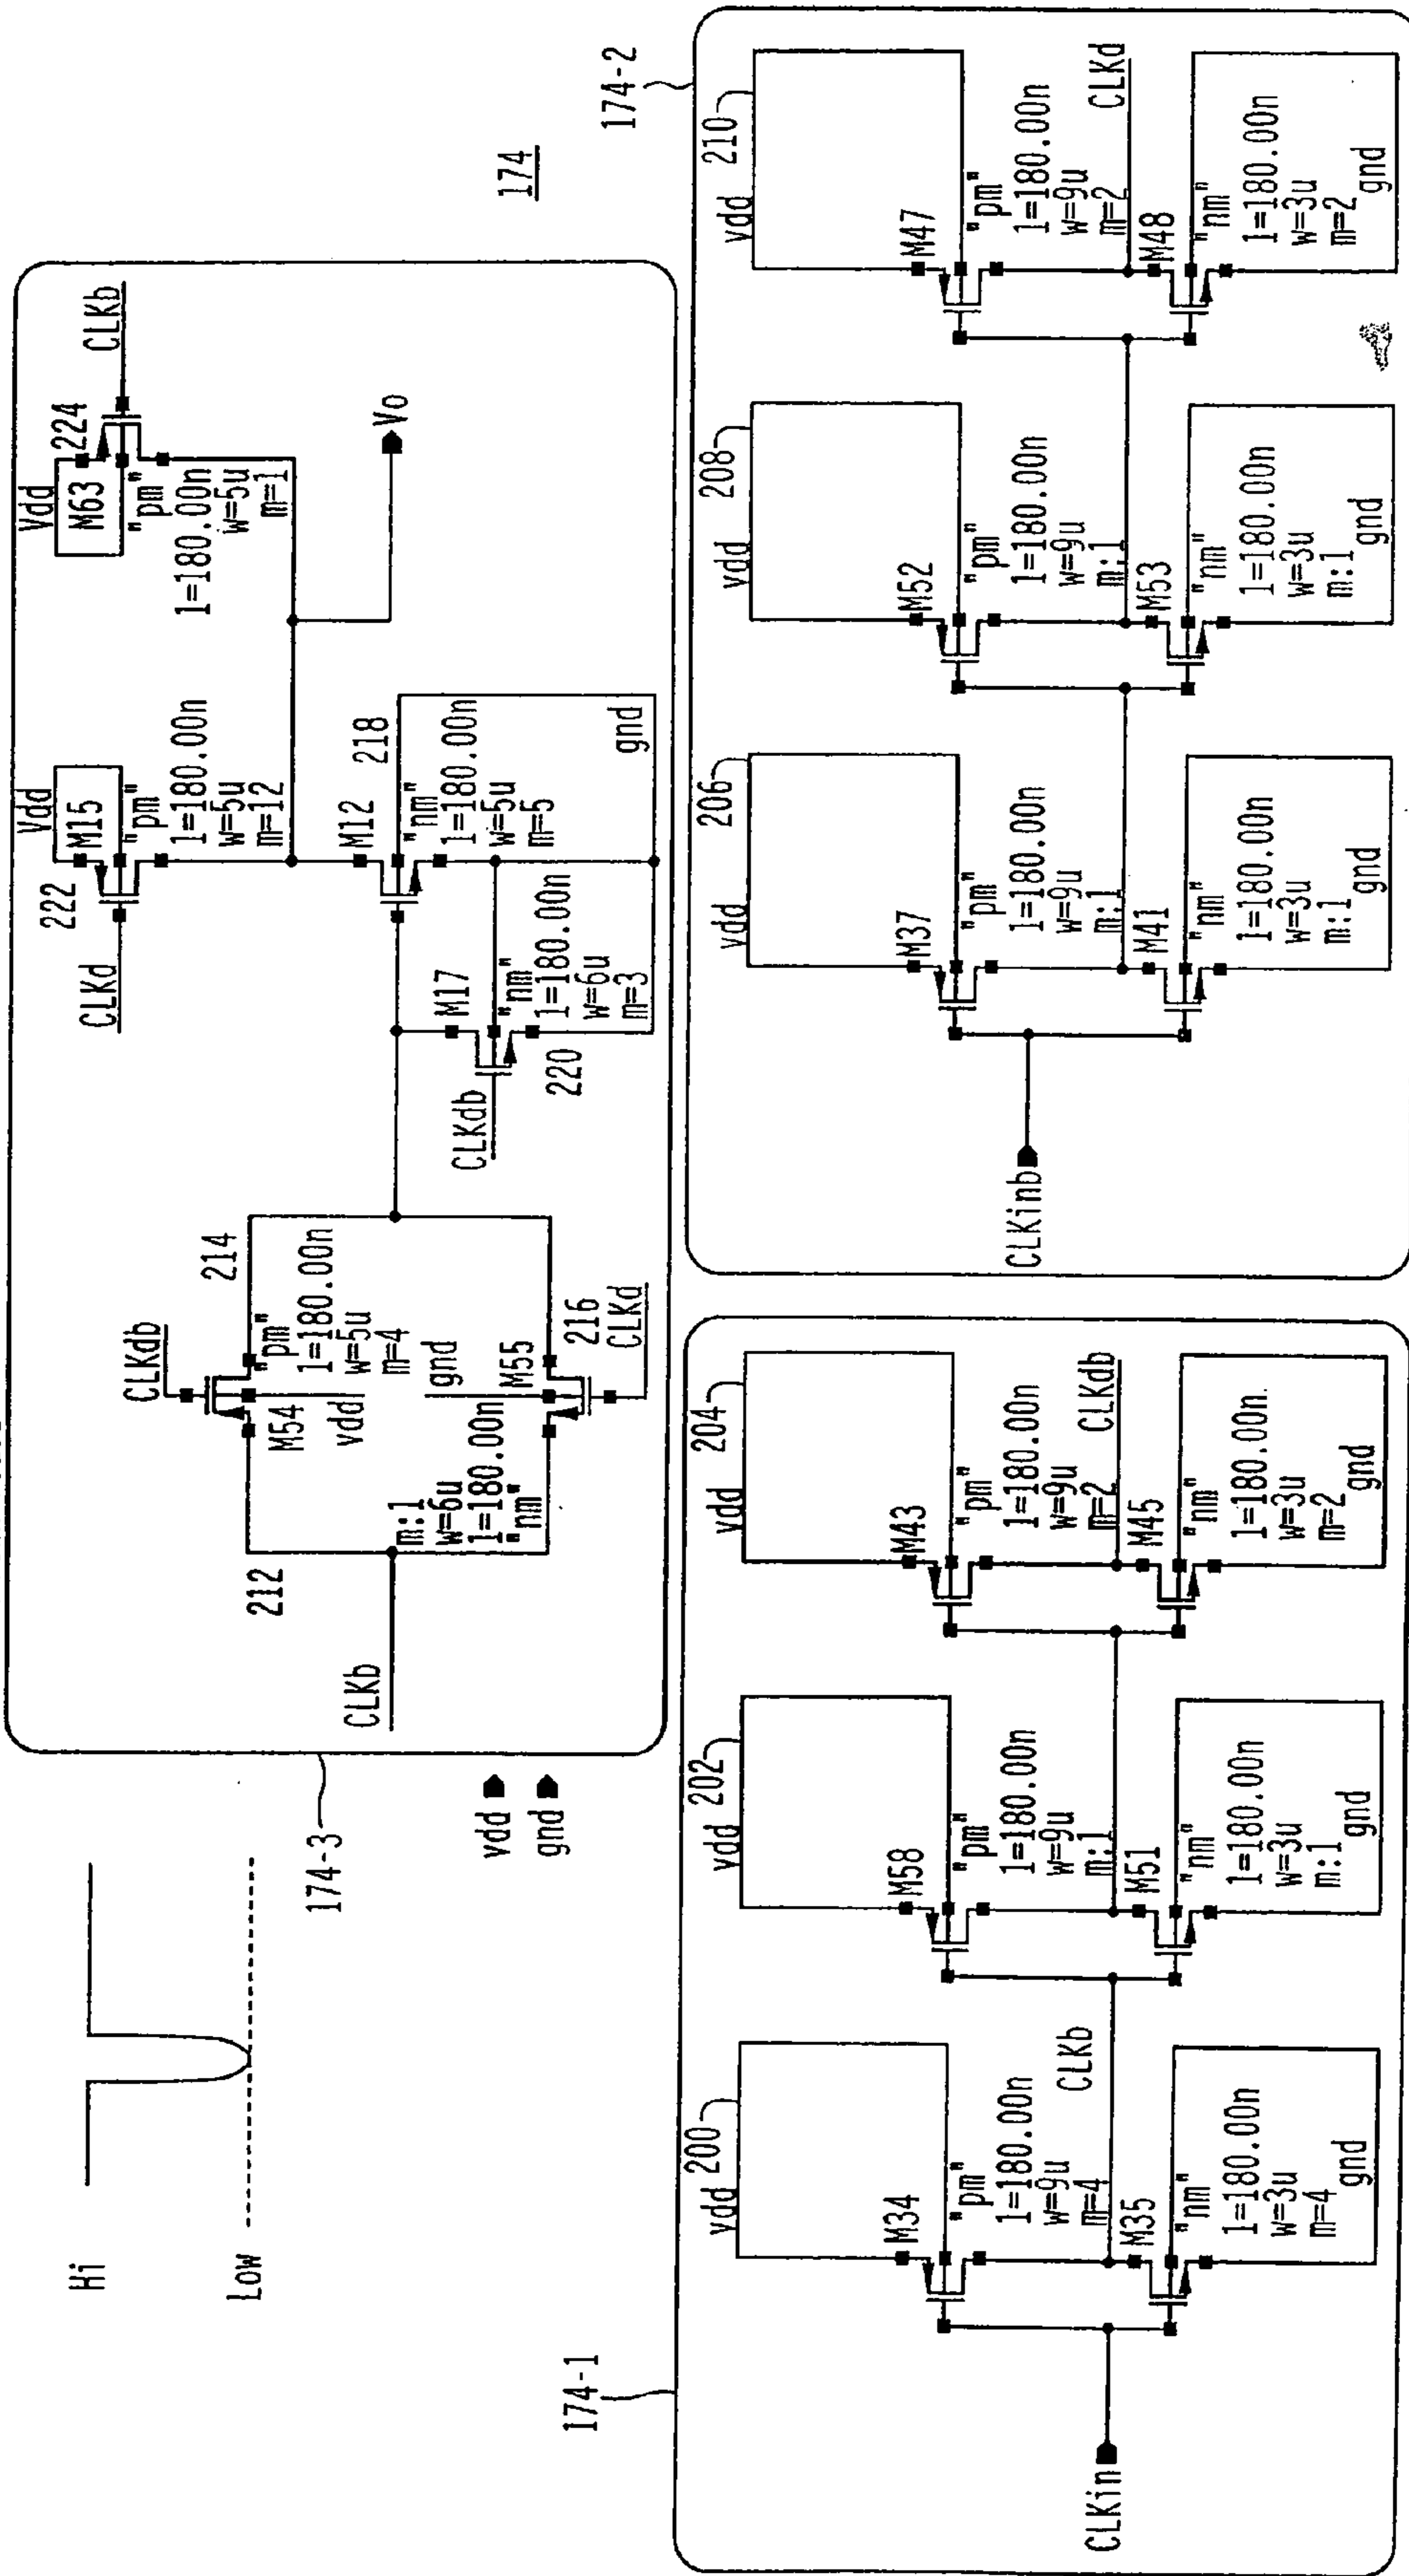 Hi
Low
174-3
vdd
gnd
174
CLKb
212
CLKdb
214
M54
"pm"
l=180.00n
w=5u
m=4
vdd
gnd
M55
m:1
w=6u
l=180.00n
"nm"
216
CLKd
CLKd
222
Vdd
M15
"pm"
l=180.00n
w=5u
m=12
M12
218
"nm"
l=180.00n
w=5u
m=5
gnd
M17
"nm"
l=180.00n
w=6u
m=3
CLKdb
220
Vdd
M63
224
"pm"
l=180.00n
w=5u
m=1
CLKb
Vo
174-1
CLKin
vdd
200
M34
"pm"
l=180.00n
w=9u
m=4
CLKb
M35
"nm"
l=180.00n
w=3u
m=4
gnd
vdd
202
M58
"pm"
l=180.00n
w=9u
m:1
M51
"nm"
l=180.00n
w=3u
m:1
gnd
vdd
204
M43
"pm"
l=180.00n
w=9u
m=2
CLKdb
M45
"nm"
l=180.00n.
w=3u
m=2
gnd
174-2
CLKinb
vdd
206
M37
"pm"
l=180.00n
w=9u
m:1
M41
"nm"
l=180.00n
w=3u
m:1
gnd
vdd
208
M52
"pm"
l=180.00n
w=9u
m:1
M53
"nm"
l=180.00n
w=3u
m:1
gnd
vdd
210
M47
"pm"
l=180.00n
w=9u
m=2
CLKd
M48
"nm"
l=180.00n
w=3u
m=2
gnd